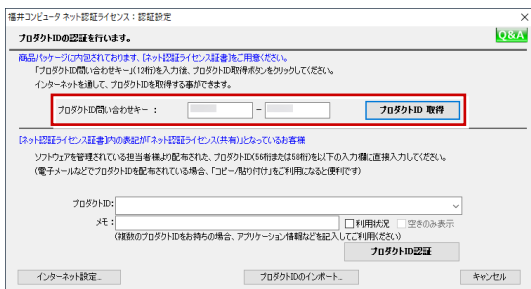 福井コンピュータ ネット認証ライセンス：認証設定
プロダクトIDの認証を行います。
Q&A
商品パッケージに内包されております、[ネット認証ライセンス証書]をご用意ください。
「プロダクトID問い合わせキー」(12桁)を入力後、プロダクトID取得ボタンをクリックしてください。
インターネットを通して、プロダクトIDを取得する事ができます。
プロダクトID問い合わせキー： － プロダクトID 取得
[ネット認証ライセンス証書]内の表記が「ネット認証ライセンス(共有)」となっているお客様
ソフトウェアを管理されている担当者様より配布された、プロダクトID(56桁または58桁)を以下の入力欄に直接入力してください。
(電子メールなどでプロダクトIDを配布されている場合、「コピー/貼り付け」をご利用になると便利です)
プロダクトID:
メモ： 利用状況 空きのみ表示
(複数のプロダクトIDをお持ちの場合、アプリケーション情報などを記入してご利用ください)
プロダクトID認証
インターネット設定... プロダクトIDのインポート... キャンセル